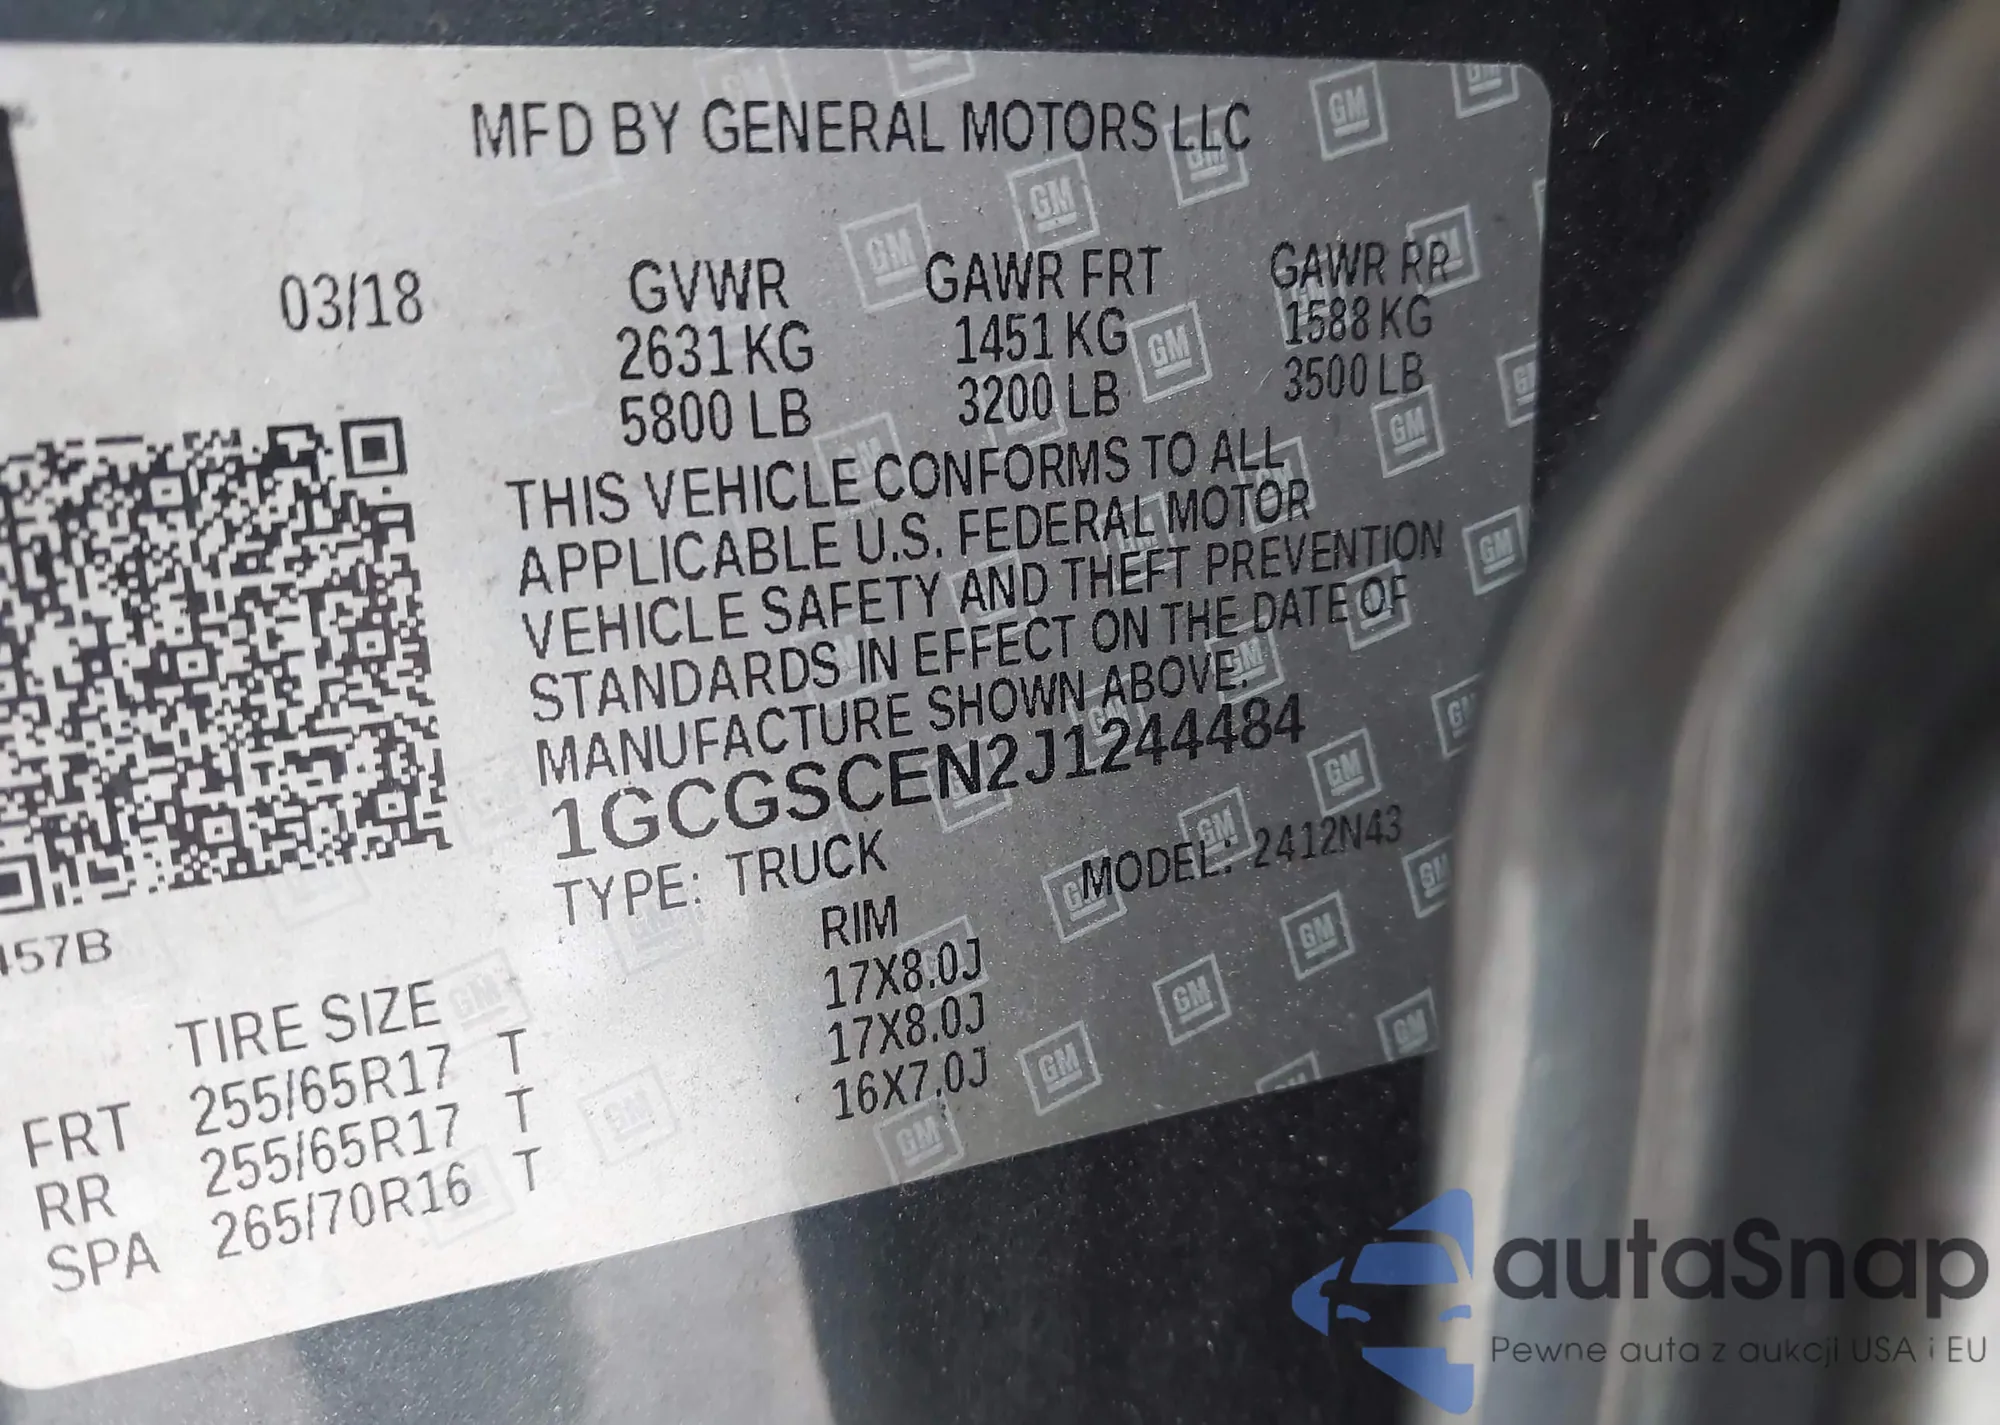 MFD BY GENERAL MOTORS LLC
03/18
GVWR GAWR FRT GAWR RR
2631 KG 1451 KG 1588 KG
5800 LB 3200 LB 3500 LB
THIS VEHICLE CONFORMS TO ALL
APPLICABLE U.S. FEDERAL MOTOR
VEHICLE SAFETY AND THEFT PREVENTION
STANDARDS IN EFFECT ON THE DATE OF
MANUFACTURE SHOWN ABOVE.
1GCGSCEN2J1244484
TYPE: TRUCK MODEL: 2412N43
457B
TIRE SIZE RIM
FRT 255/65R17 T 17X8.0J
RR 255/65R17 T 17X8.0J
SPA 265/70R16 T 16X7.0J
GM
autaSnap
Pewne auta z aukcji USA i EU